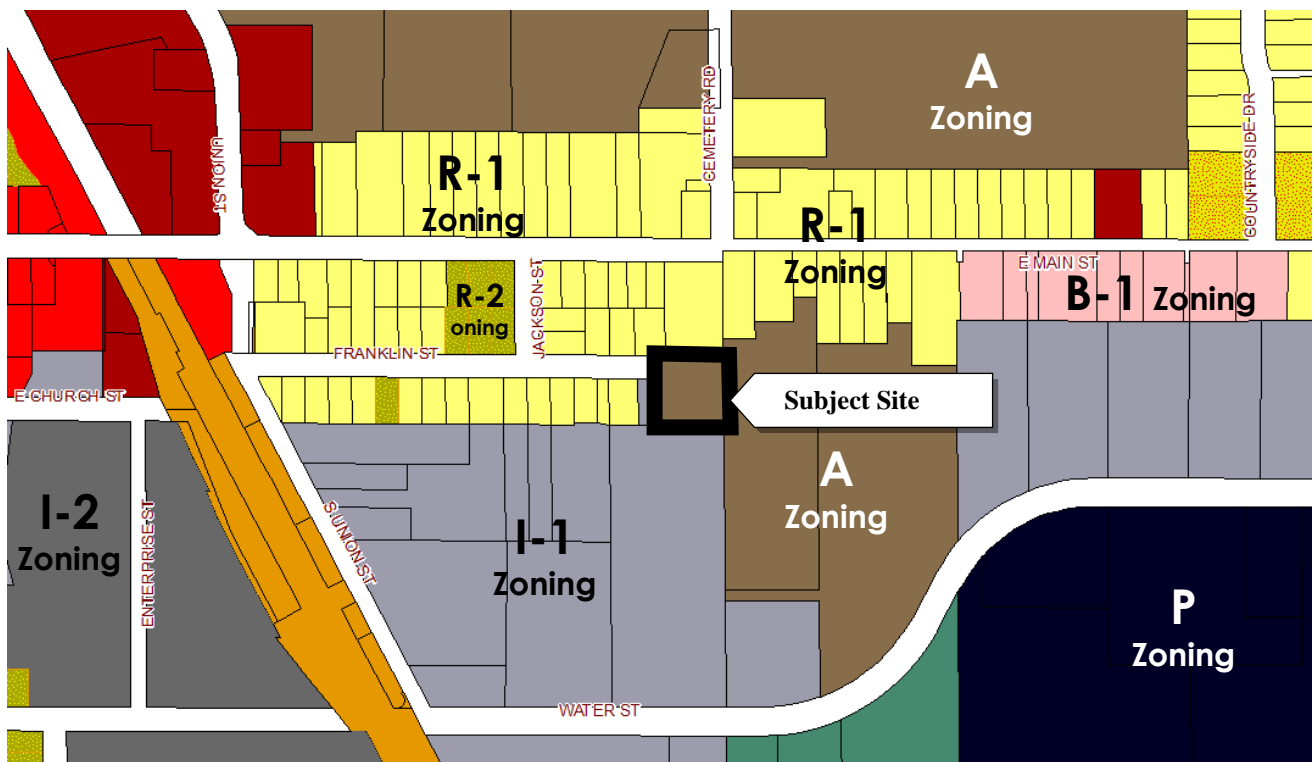 A
Zoning
UNION ST
CEMETERY RD
COUNTRYSIDE DR
R-1
Zoning
R-1
Zoning
E MAIN ST
B-1 Zoning
R-2
oning
JACKSON ST
FRANKLIN ST
E CHURCH ST
Subject Site
A
Zoning
I-2
Zoning
ENTERPRISE ST
S UNION ST
I-1
Zoning
P
Zoning
WATER ST